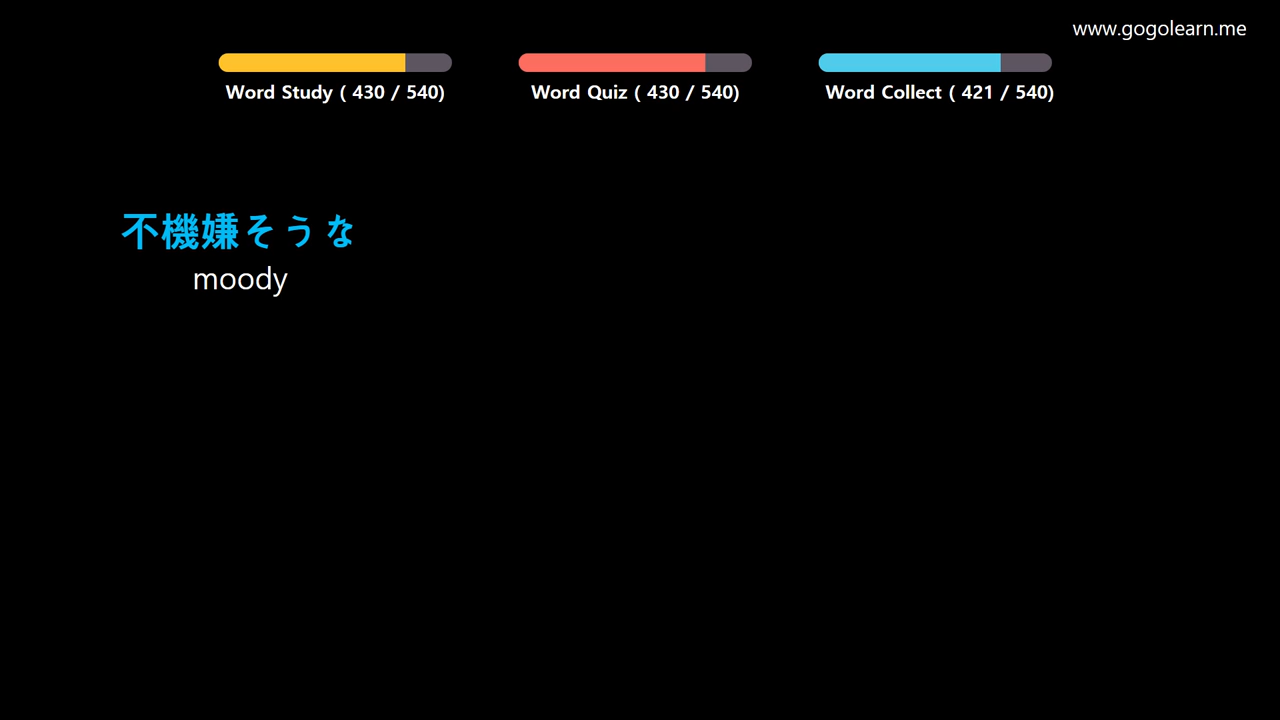 www.gogolearn.me
Word Study ( 430 / 540)
Word Quiz ( 430 / 540)
Word Collect ( 421 / 540)
不機嫌そうな
moody